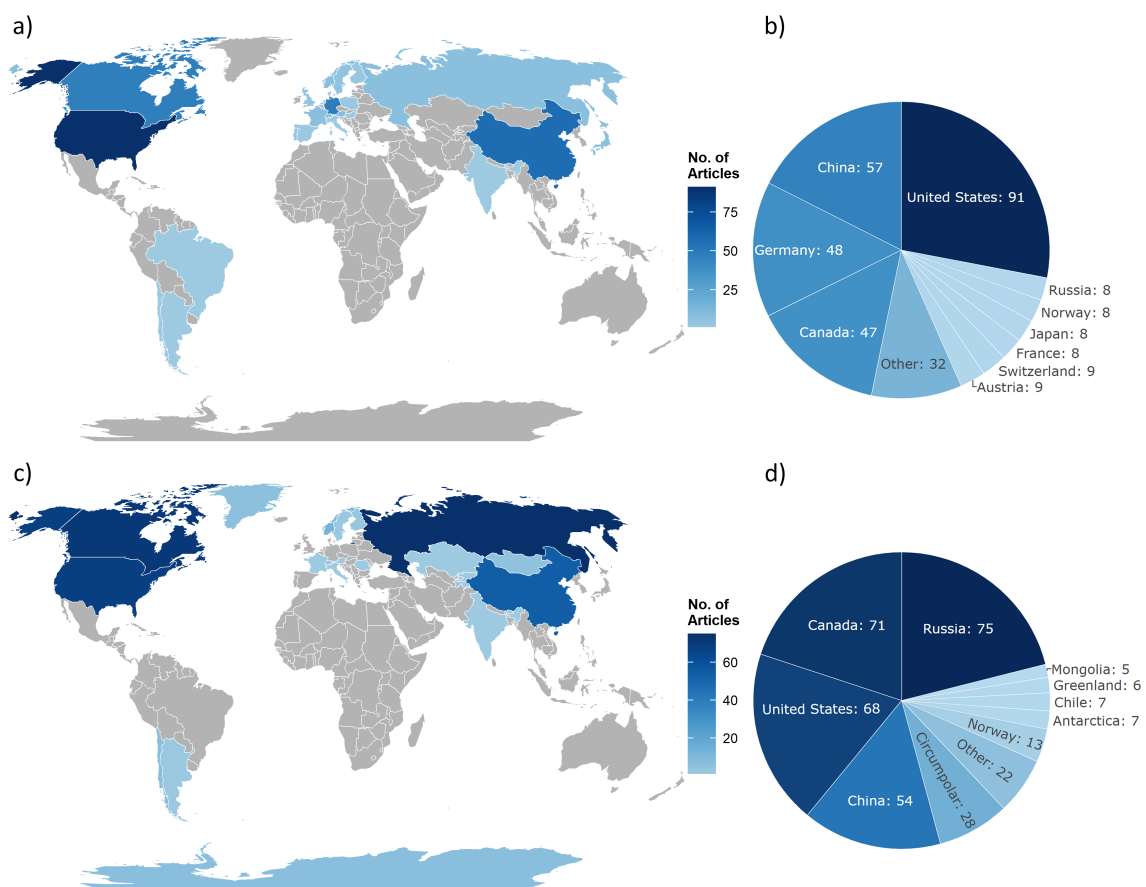 a)
b)
No. of
Articles
75
50
25
China: 57
United States: 91
Germany: 48
Canada: 47
Other: 32
Russia: 8
Norway: 8
Japan: 8
France: 8
Switzerland: 9
Austria: 9
c)
d)
No. of
Articles
60
40
20
Canada: 71
Russia: 75
United States: 68
China: 54
Circumpolar: 28
Other: 22
Norway: 13
Mongolia: 5
Greenland: 6
Chile: 7
Antarctica: 7